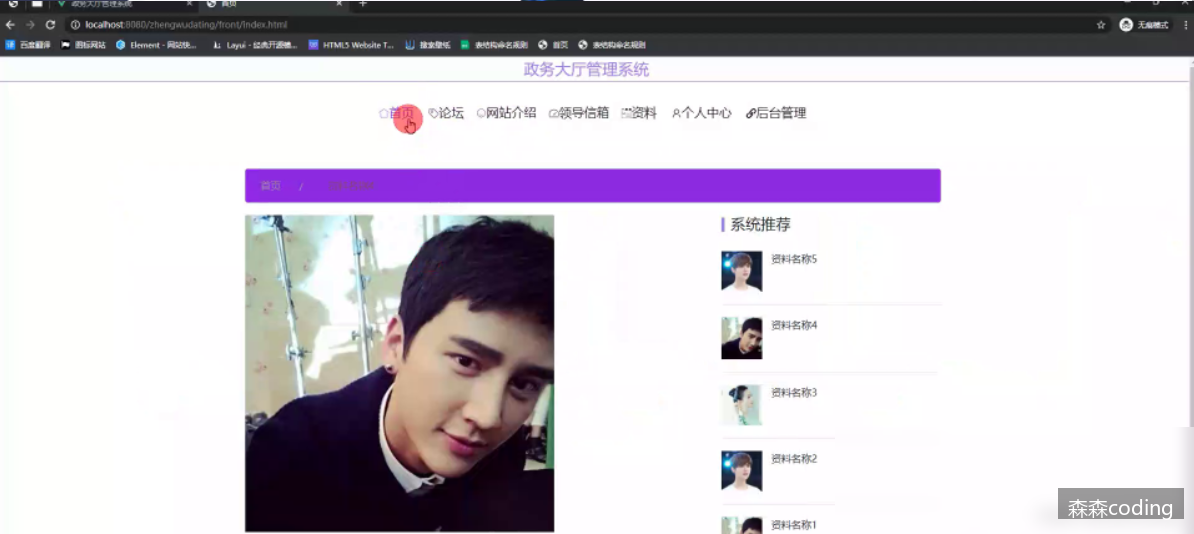 政务大厅管理系统
首页
localhost:8080/zhengwudating/front/index.html
无痕模式
百度翻译 图标网站 Element - 网站快... Layui - 经典开源模... HTML5 Website T... 搜索壁纸 表结构命名规则 首页 表结构命名规则
政务大厅管理系统
首页 论坛 网站介绍 领导信箱 资料 个人中心 后台管理
首页 /
系统推荐
资料名称5
资料名称4
资料名称3
资料名称2
资料名称1
森森coding